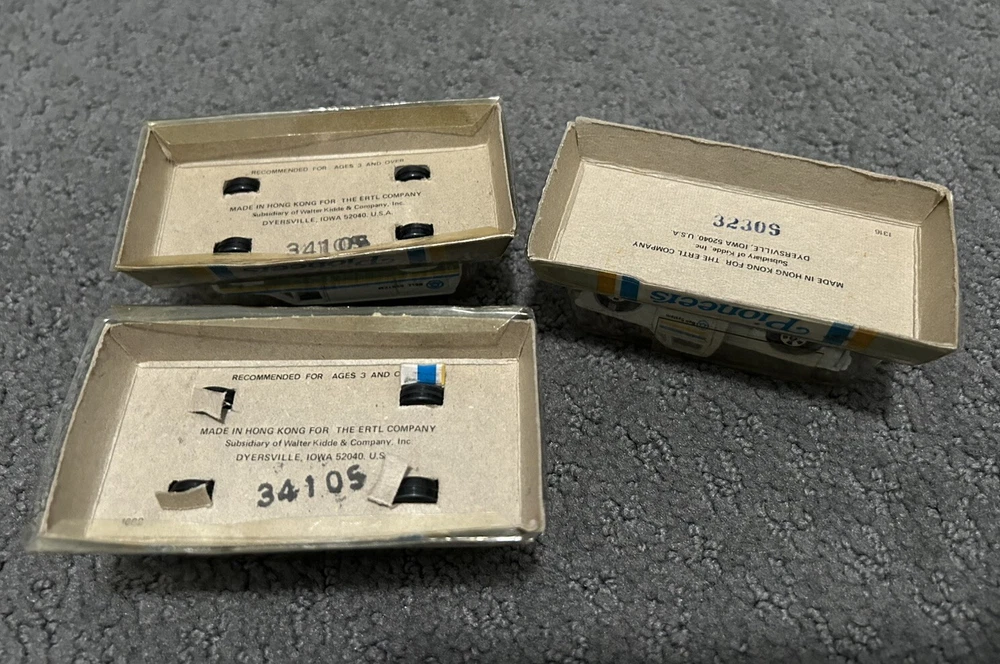 RECOMMENDED FOR AGES 3 AND OVER
MADE IN HONG KONG FOR THE ERTL COMPANY
Subsidiary of Walter Kidde & Company, Inc.
DYERSVILLE, IOWA 52040. U.S.A.
3410S
3230S
1310
MADE IN HONG KONG FOR THE ERTL COMPANY
Subsidiary of Kidde, Inc
DYERSVILLE, IOWA 52040, U.S.A
Pioneers
RECOMMENDED FOR AGES 3 AND O
MADE IN HONG KONG FOR THE ERTL COMPANY
Subsidiary of Walter Kidde & Company, Inc
DYERSVILLE, IOWA 52040. U.S
3410S